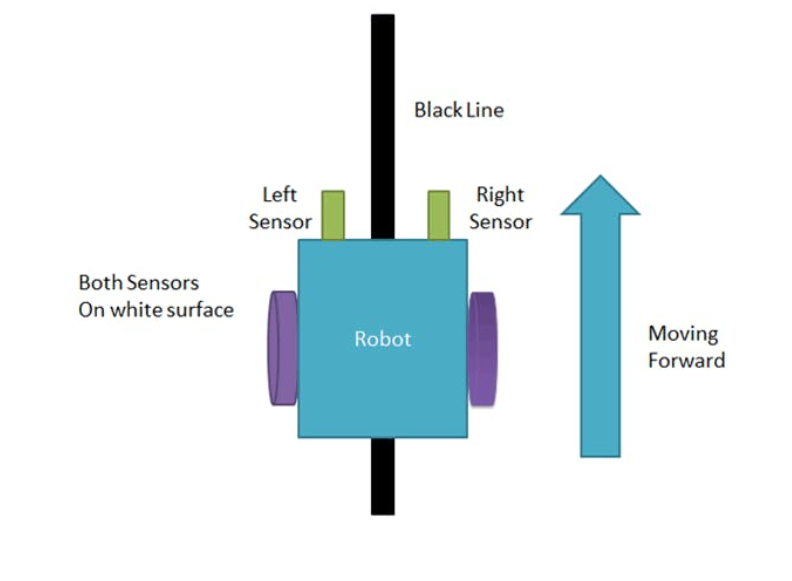 Black Line
Left
Sensor
Right
Sensor
Both Sensors
On white surface
Robot
Moving
Forward